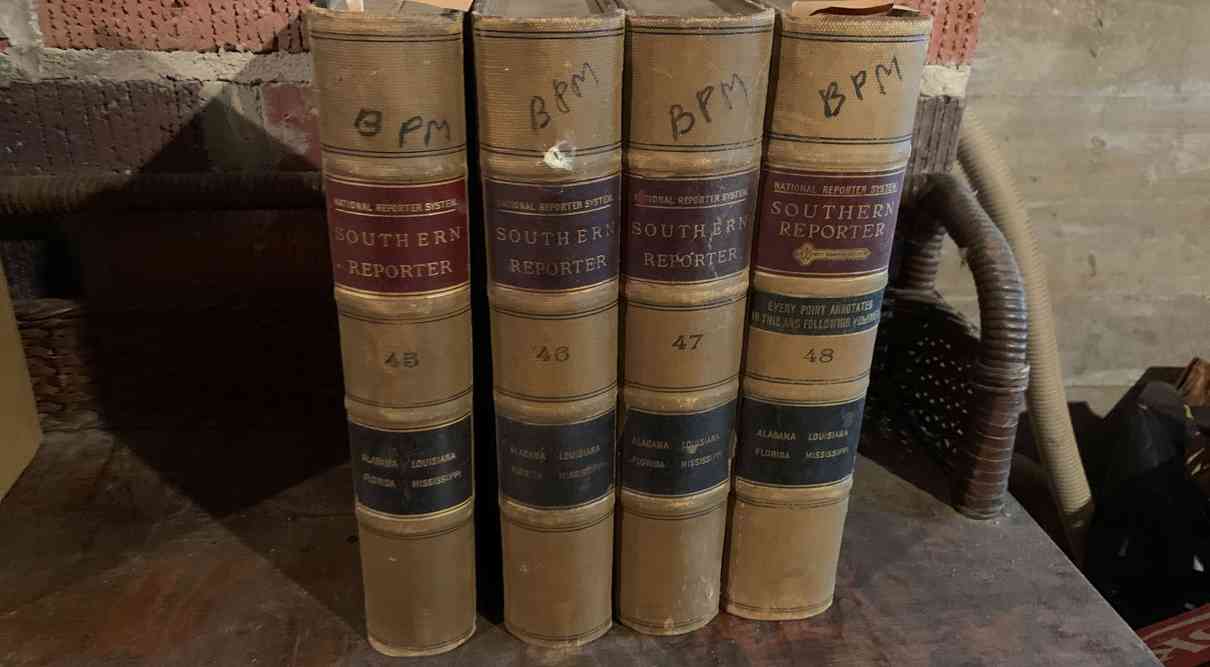 B PM
NATIONAL REPORTER SYSTEM.
SOUTHERN
REPORTER
45
ALABAMA LOUISIANA
FLORIDA MISSISSIPPI
BPM
NATIONAL REPORTER SYSTEM.
SOUTHERN
REPORTER
46
ALABAMA LOUISIANA
FLORIDA MISSISSIPPI
BPM
NATIONAL REPORTER SYSTEM.
SOUTHERN
REPORTER
47
ALABAMA LOUISIANA
FLORIDA MISSISSIPPI
BPM
NATIONAL REPORTER SYSTEM.
SOUTHERN
REPORTER
EVERY POINT ANNOTATED
IN THIS AND FOLLOWING
48
ALABAMA LOUISIANA
FLORIDA MISSISSIPPI